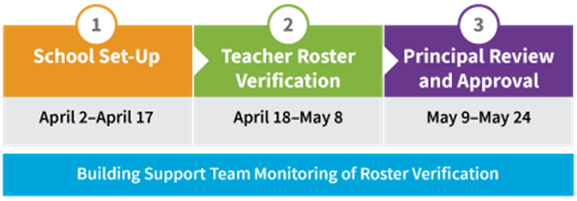 1
School Set-Up
April 2–April 17
2
Teacher Roster
Verification
April 18–May 8
3
Principal Review
and Approval
May 9–May 24
Building Support Team Monitoring of Roster Verification